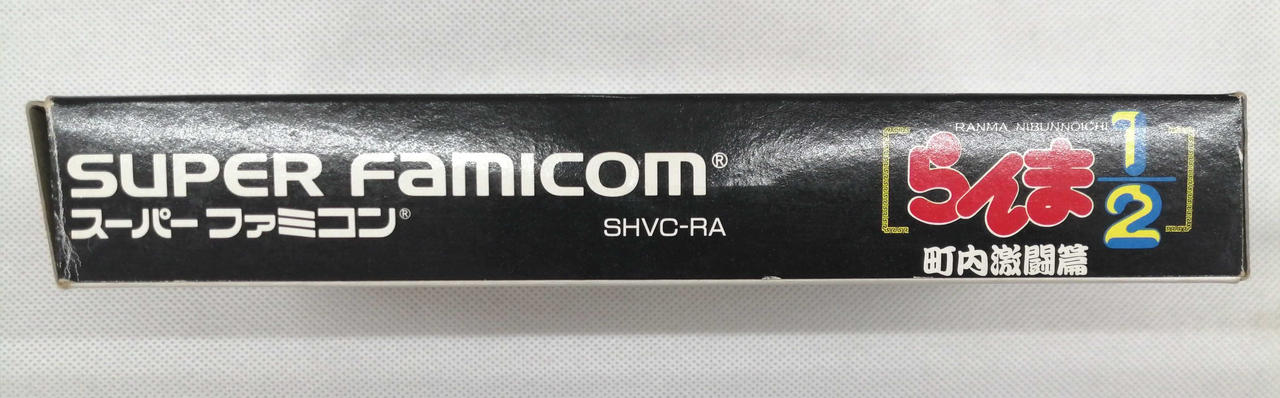 SUPER FAMICOM®
スーパーファミコン®
SHVC-RA
RANMA NIBUNNOICHI
らんま1/2
町内激闘篇